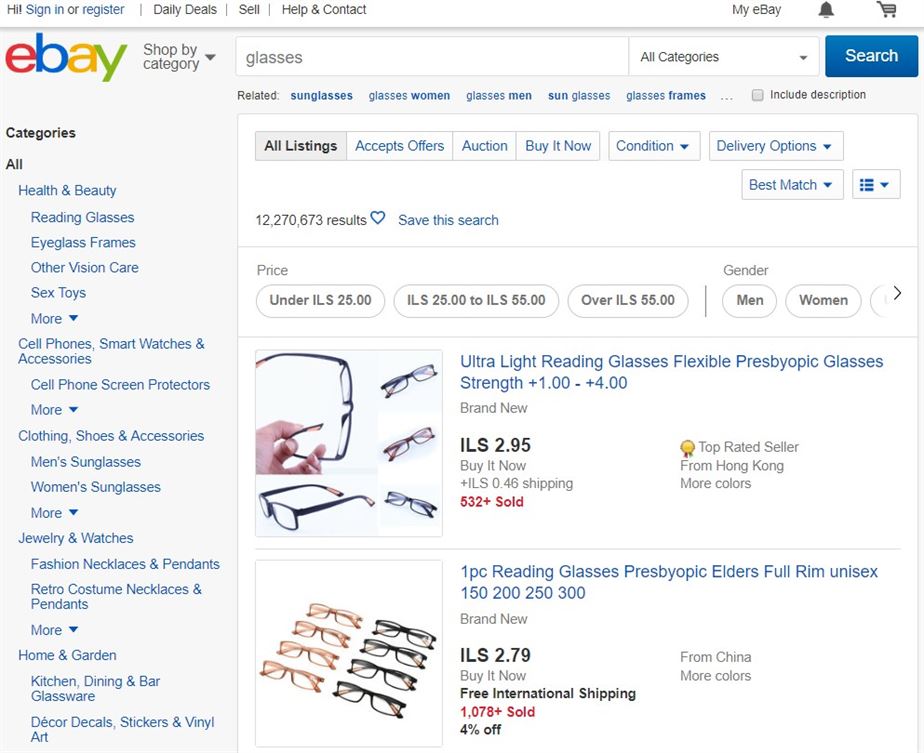 Hi! Sign in or register | Daily Deals | Sell | Help & Contact My eBay
ebay
Shop by
category
glasses
All Categories
Search
Related: sunglasses glasses women glasses men sun glasses glasses frames ... Include description
Categories
All
Health & Beauty
Reading Glasses
Eyeglass Frames
Other Vision Care
Sex Toys
More
Cell Phones, Smart Watches &
Accessories
Cell Phone Screen Protectors
More
Clothing, Shoes & Accessories
Men's Sunglasses
Women's Sunglasses
More
Jewelry & Watches
Fashion Necklaces & Pendants
Retro Costume Necklaces &
Pendants
More
Home & Garden
Kitchen, Dining & Bar
Glassware
Décor Decals, Stickers & Vinyl
Art
All Listings Accepts Offers Auction Buy It Now Condition Delivery Options
Best Match
12,270,673 results Save this search
Price
Under ILS 25.00 ILS 25.00 to ILS 55.00 Over ILS 55.00
Gender
Men Women
Ultra Light Reading Glasses Flexible Presbyopic Glasses
Strength +1.00 - +4.00
Brand New
ILS 2.95
Buy It Now
+ILS 0.46 shipping
532+ Sold
Top Rated Seller
From Hong Kong
More colors
1pc Reading Glasses Presbyopic Elders Full Rim unisex
150 200 250 300
Brand New
ILS 2.79
Buy It Now
Free International Shipping
1,078+ Sold
4% off
From China
More colors